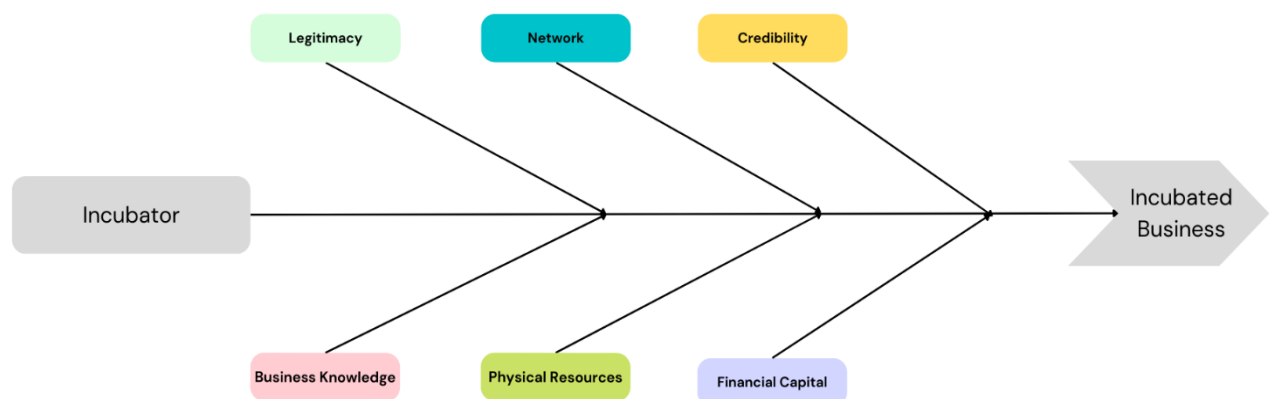 Legitimacy
Network
Credibility
Incubator
Incubated
Business
Business Knowledge
Physical Resources
Financial Capital